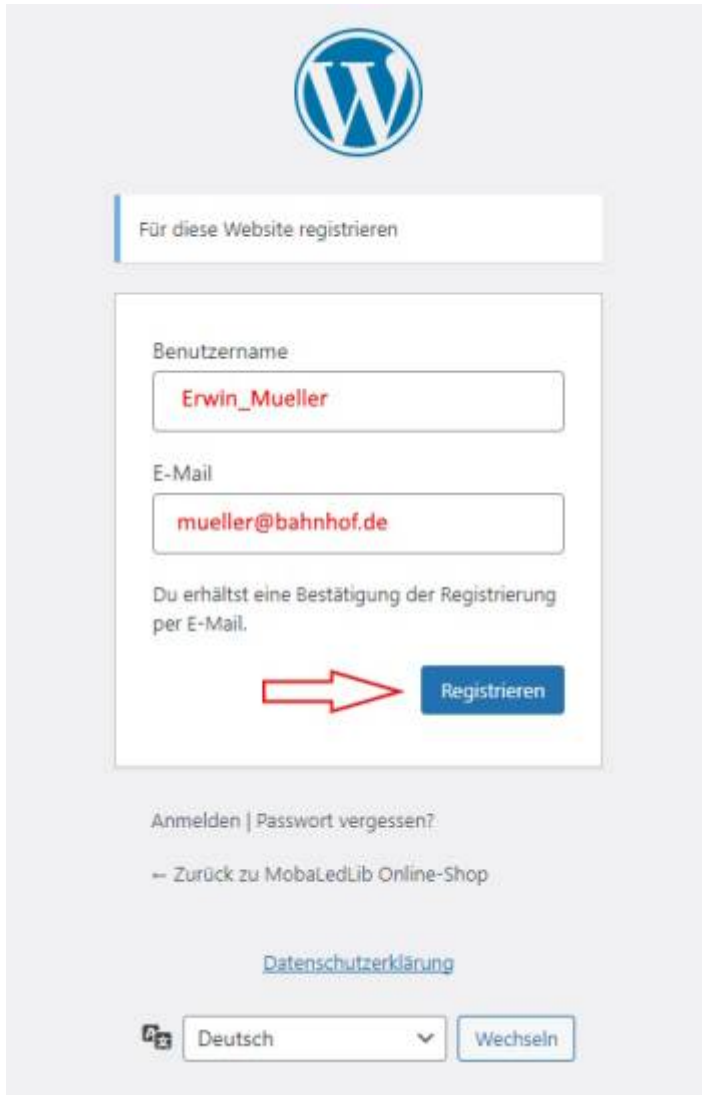 Für diese Website registrieren
Benutzername
Erwin_Mueller
E-Mail
mueller@bahnhof.de
Du erhältst eine Bestätigung der Registrierung
per E-Mail.
Registrieren
Anmelden | Passwort vergessen?
← Zurück zu MobaLedLib Online-Shop
Datenschutzerklärung
Deutsch
Wechseln